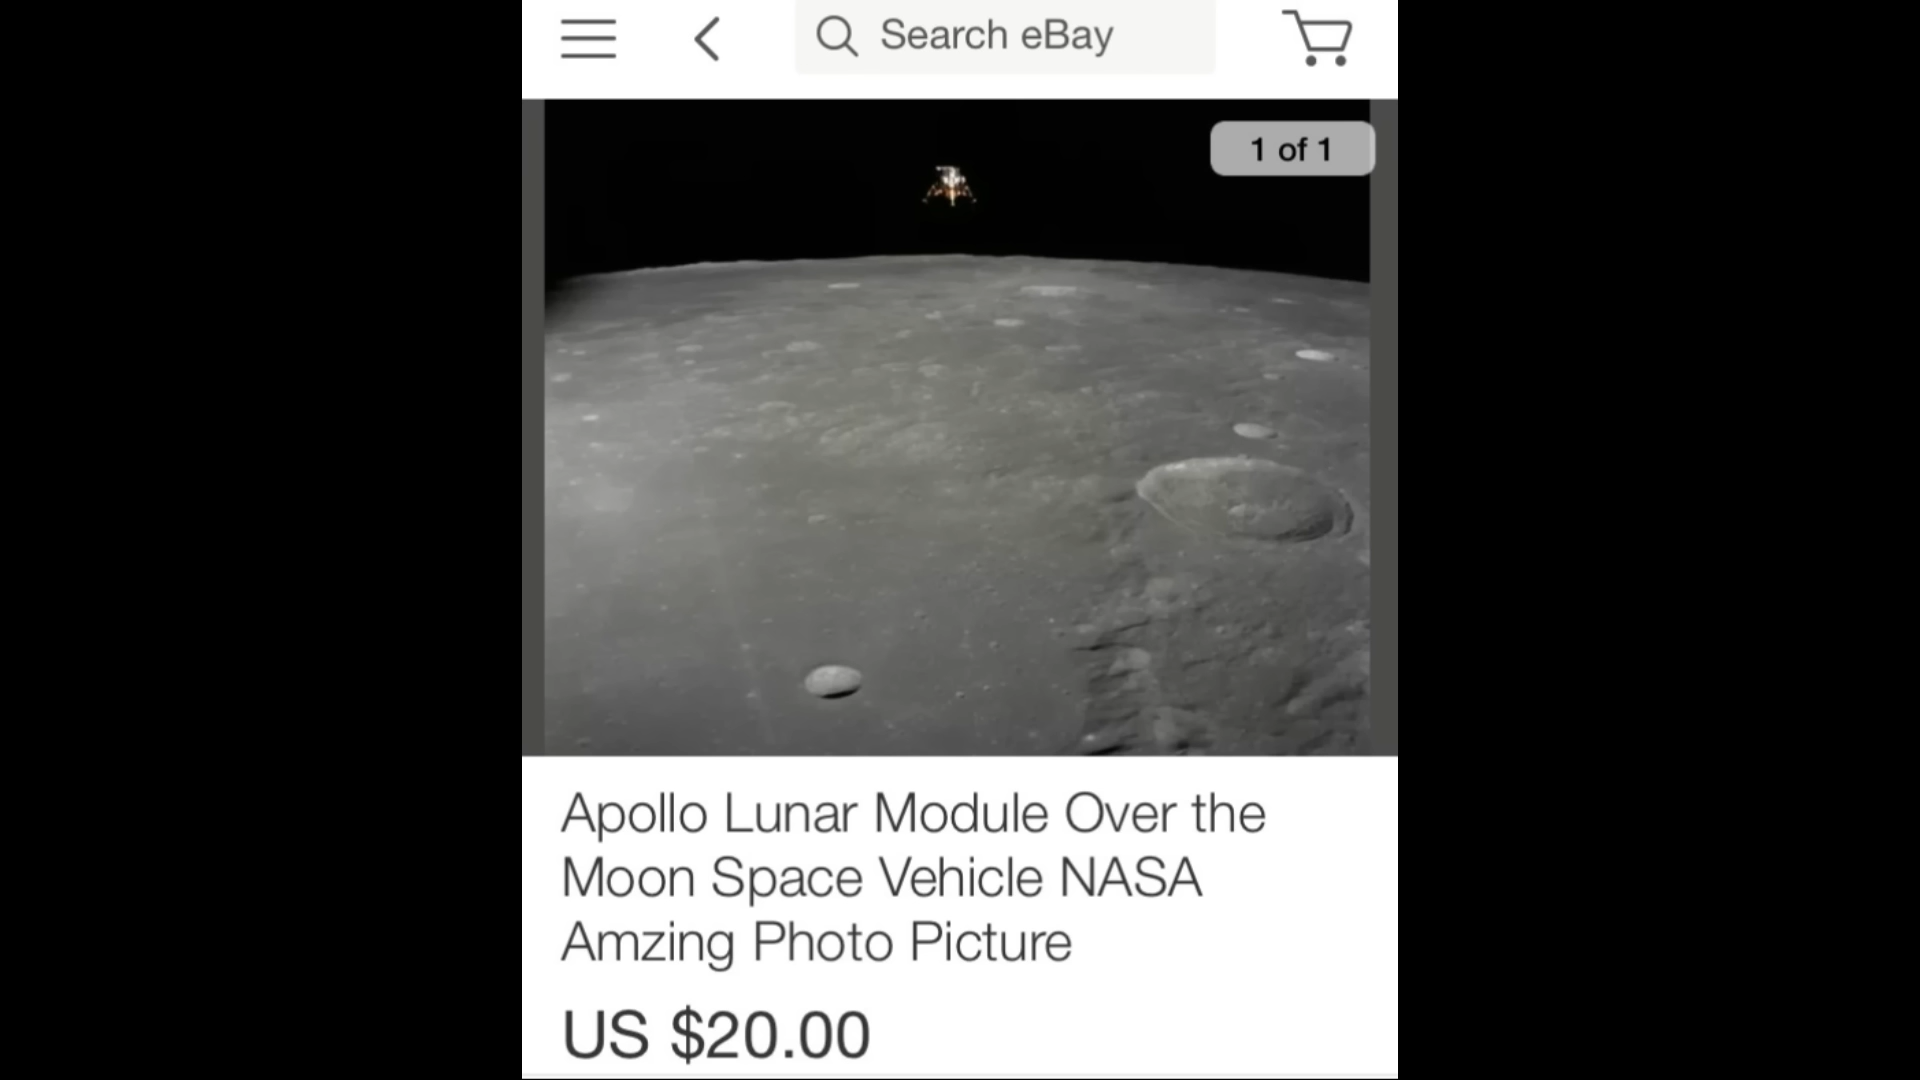 Search eBay
1 of 1
Apollo Lunar Module Over the
Moon Space Vehicle NASA
Amzing Photo Picture
US $20.00